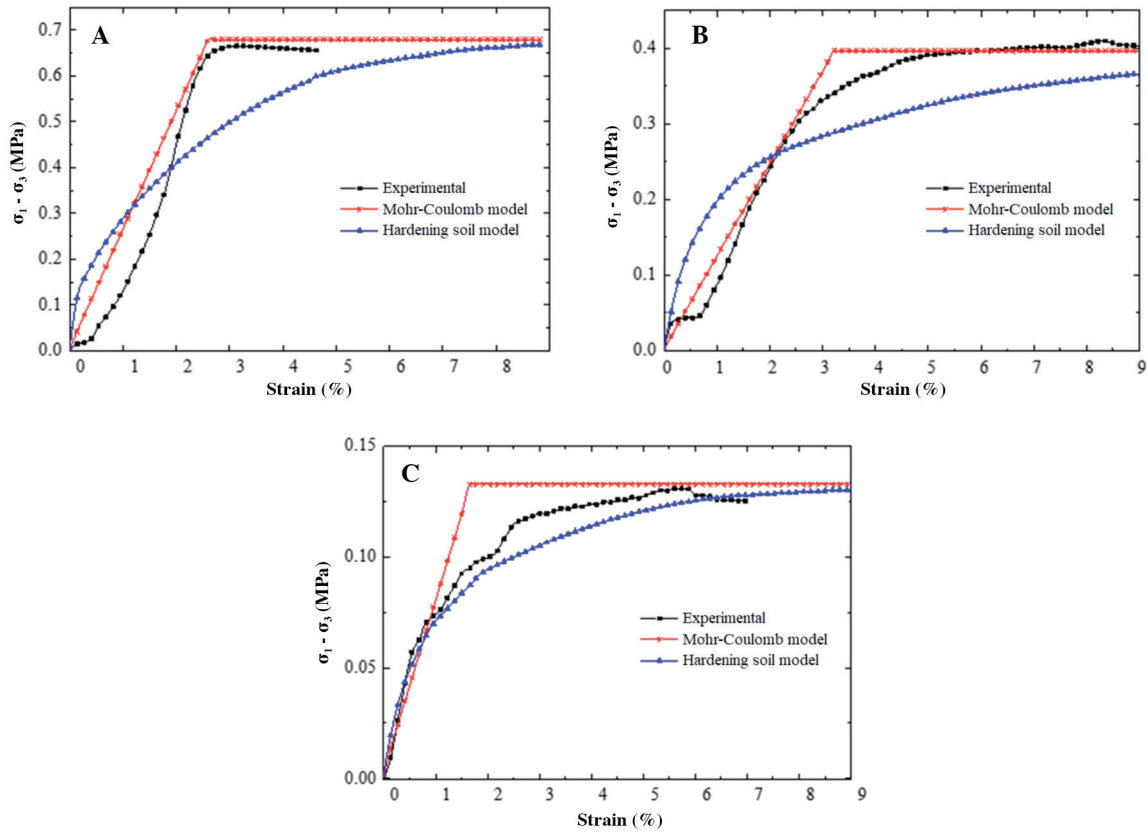 A
σ1 - σ3 (MPa)
0.7
0.6
0.5
0.4
0.3
0.2
0.1
0.0
Experimental
Mohr-Coulomb model
Hardening soil model
0 1 2 3 4 5 6 7 8
Strain (%)
B
σ1 - σ3 (MPa)
0.4
0.3
0.2
0.1
0.0
Experimental
Mohr-Coulomb model
Hardening soil model
0 1 2 3 4 5 6 7 8 9
Strain (%)
C
σ1 - σ3 (MPa)
0.15
0.10
0.05
0.00
Experimental
Mohr-Coulomb model
Hardening soil model
0 1 2 3 4 5 6 7 8 9
Strain (%)